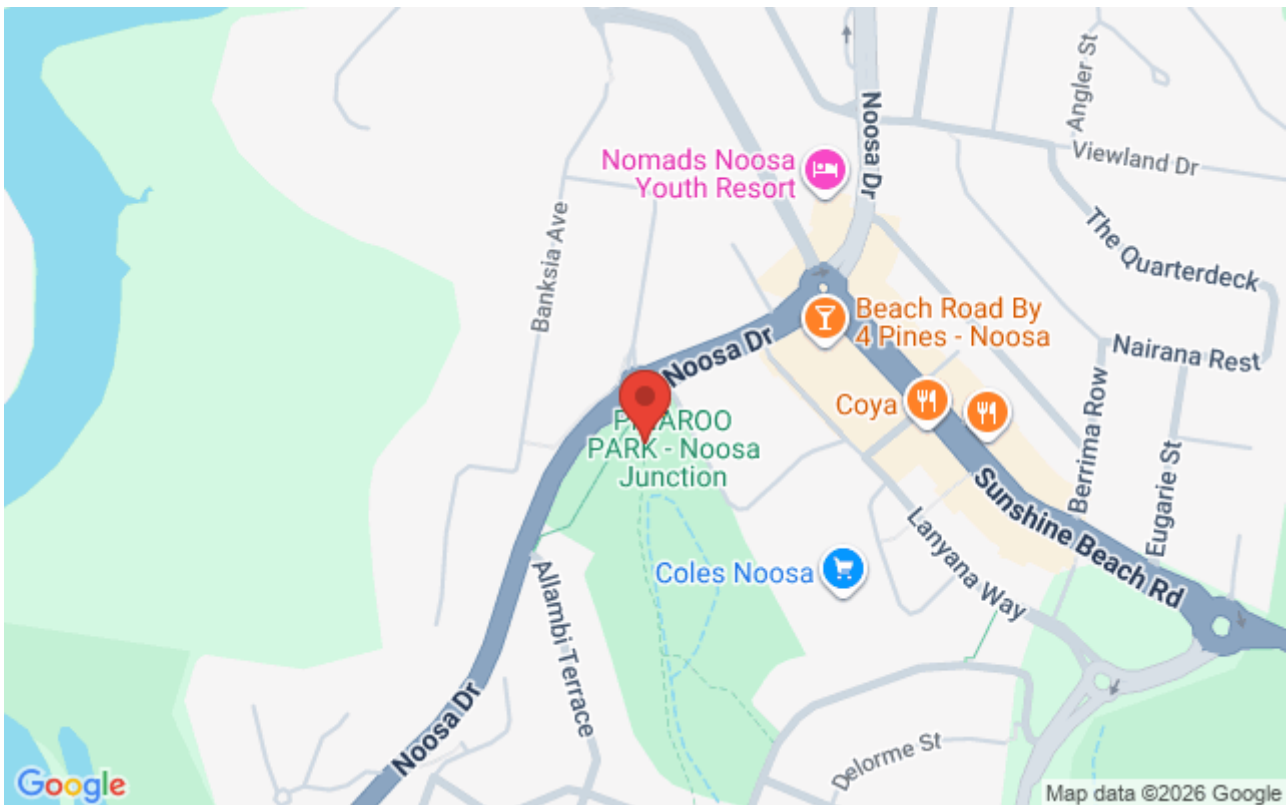 Angler St
Noosa Dr
Viewland Dr
Nomads Noosa
Youth Resort
Banksia Ave
The Quarterdeck
Beach Road By
4 Pines - Noosa
Noosa Dr
Nairana Rest
Coya
PARK - Noosa
Junction
Berrima Row
Eugarie St
Sunshine Beach Rd
Lanyana Way
Coles Noosa
Allambi Terrace
Noosa Dr
Delorme St
Google
Map data ©2026 Google